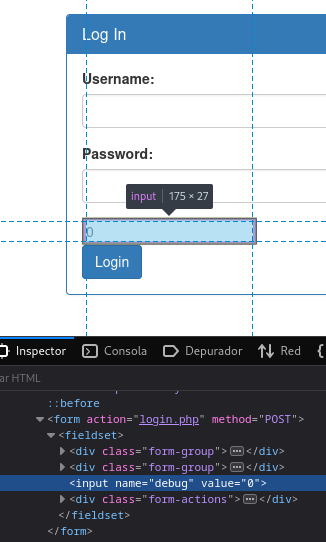 Log In
Username:
Password:
input 175 × 27
0
Login
Inspector Consola Depurador Red {
ar HTML
::before
<form action="login.php" method="POST">
<fieldset>
<div class="form-group"> ··· </div>
<div class="form-group"> ··· </div>
<input name="debug" value="0">
<div class="form-actions"> ··· </div>
</fieldset>
</form>